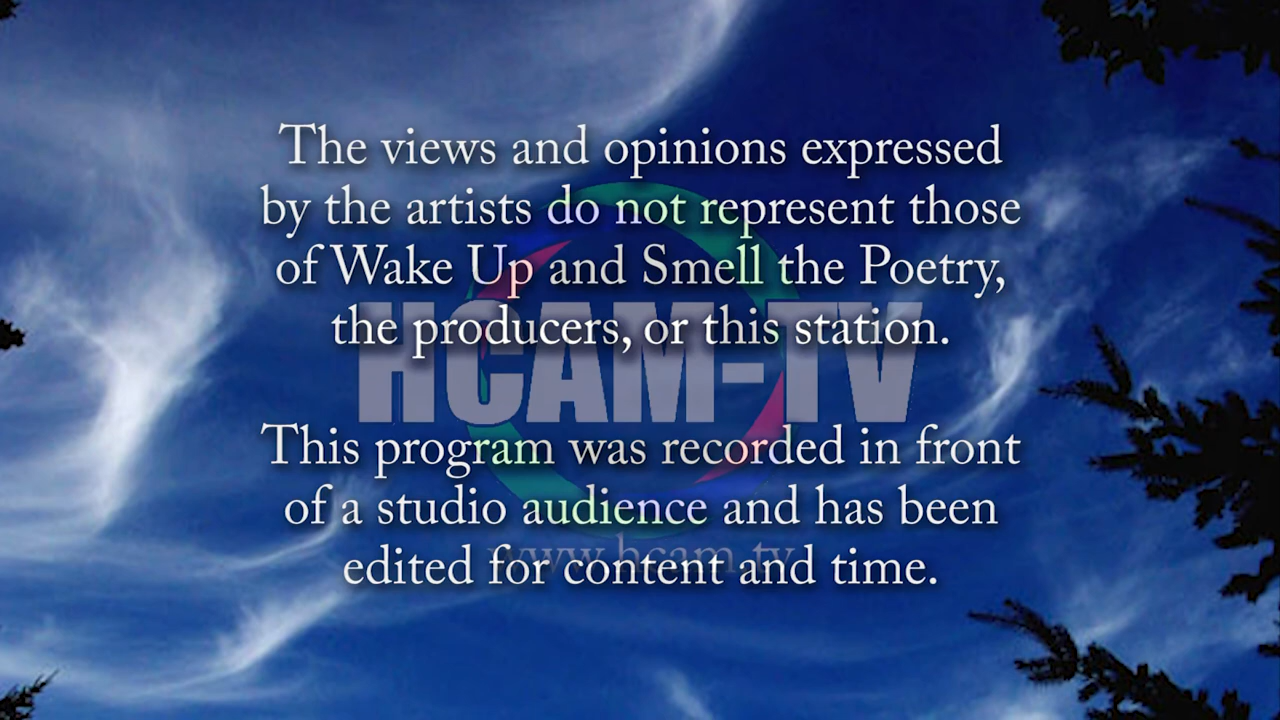 The views and opinions expressed
by the artists do not represent those
of Wake Up and Smell the Poetry,
the producers, or this station.
HCAM-TV
This program was recorded in front
of a studio audience and has been
www.hcam.tv
edited for content and time.